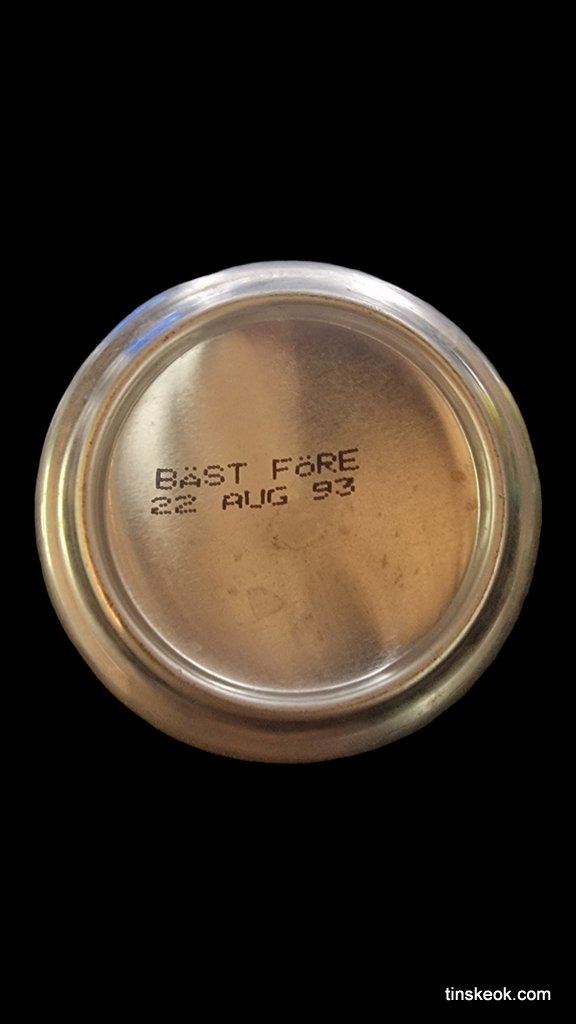 BÄST FÖRE
22 AUG 93
tinskeok.com